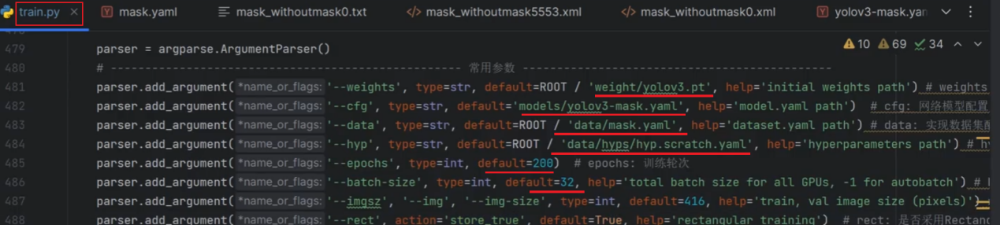 train.py mask.yaml mask_withoutmask0.txt mask_withoutmask5553.xml mask_withoutmask0.xml yolov3-mask.yan
10 69 34
479 parser = argparse.ArgumentParser()
480 # -------------------------------------------------- 常用参数 --------------------------------------------
481 parser.add_argument( *name_or_flags: '--weights', type=str, default=ROOT / 'weight/yolov3.pt', help='initial weights path') # weights
482 parser.add_argument( *name_or_flags: '--cfg', type=str, default='models/yolov3-mask.yaml', help='model.yaml path') # cfg: 网络模型配置
483 parser.add_argument( *name_or_flags: '--data', type=str, default=ROOT / 'data/mask.yaml', help='dataset.yaml path') # data: 实现数据集配
484 parser.add_argument( *name_or_flags: '--hyp', type=str, default=ROOT / 'data/hyps/hyp.scratch.yaml', help='hyperparameters path') # hy
485 parser.add_argument( *name_or_flags: '--epochs', type=int, default=200) # epochs: 训练轮次
486 parser.add_argument( *name_or_flags: '--batch-size', type=int, default=32, help='total batch size for all GPUs, -1 for autobatch') #
487 parser.add_argument( *name_or_flags: '--imgsz', '--img', '--img-size', type=int, default=416, help='train, val image size (pixels)')
488 parser.add_argument( *name_or_flags: '--rect', action='store_true', default=True, help='rectangular training') # rect: 是否采用Rectan